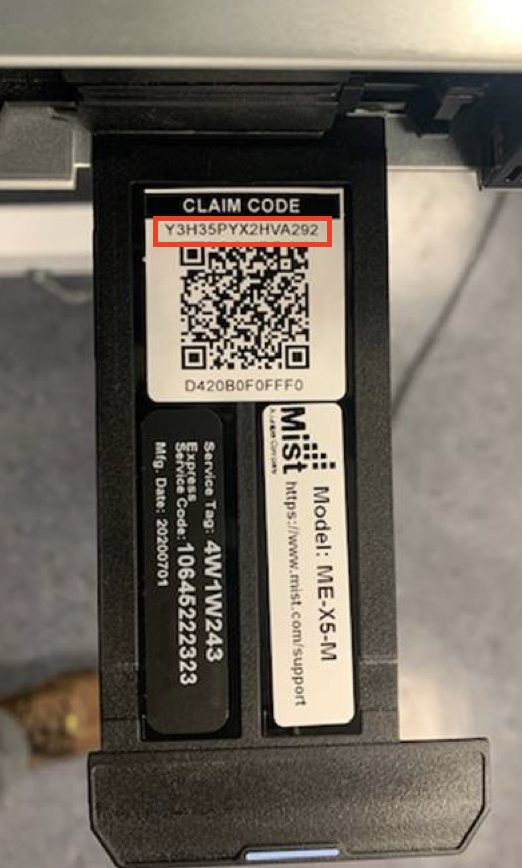 CLAIM CODE
Y3H35PYX2HVA292
D420B0F0FFF0
Mist
A Juniper Company
Model: ME-X5-M
https://www.mist.com/support
Service Tag: 4W1W243
Express
Service Code: 10645222323
Mfg. Date: 20200701